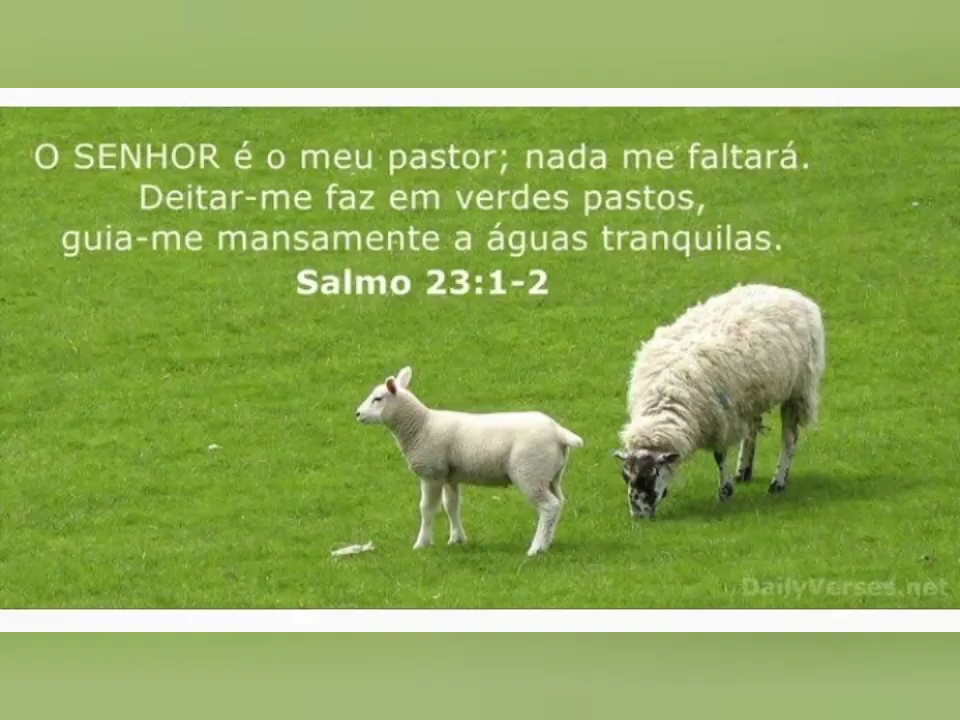 O SENHOR é o meu pastor; nada me faltará.
Deitar-me faz em verdes pastos,
guia-me mansamente a águas tranquilas.
Salmo 23:1-2
DailyVerses.net